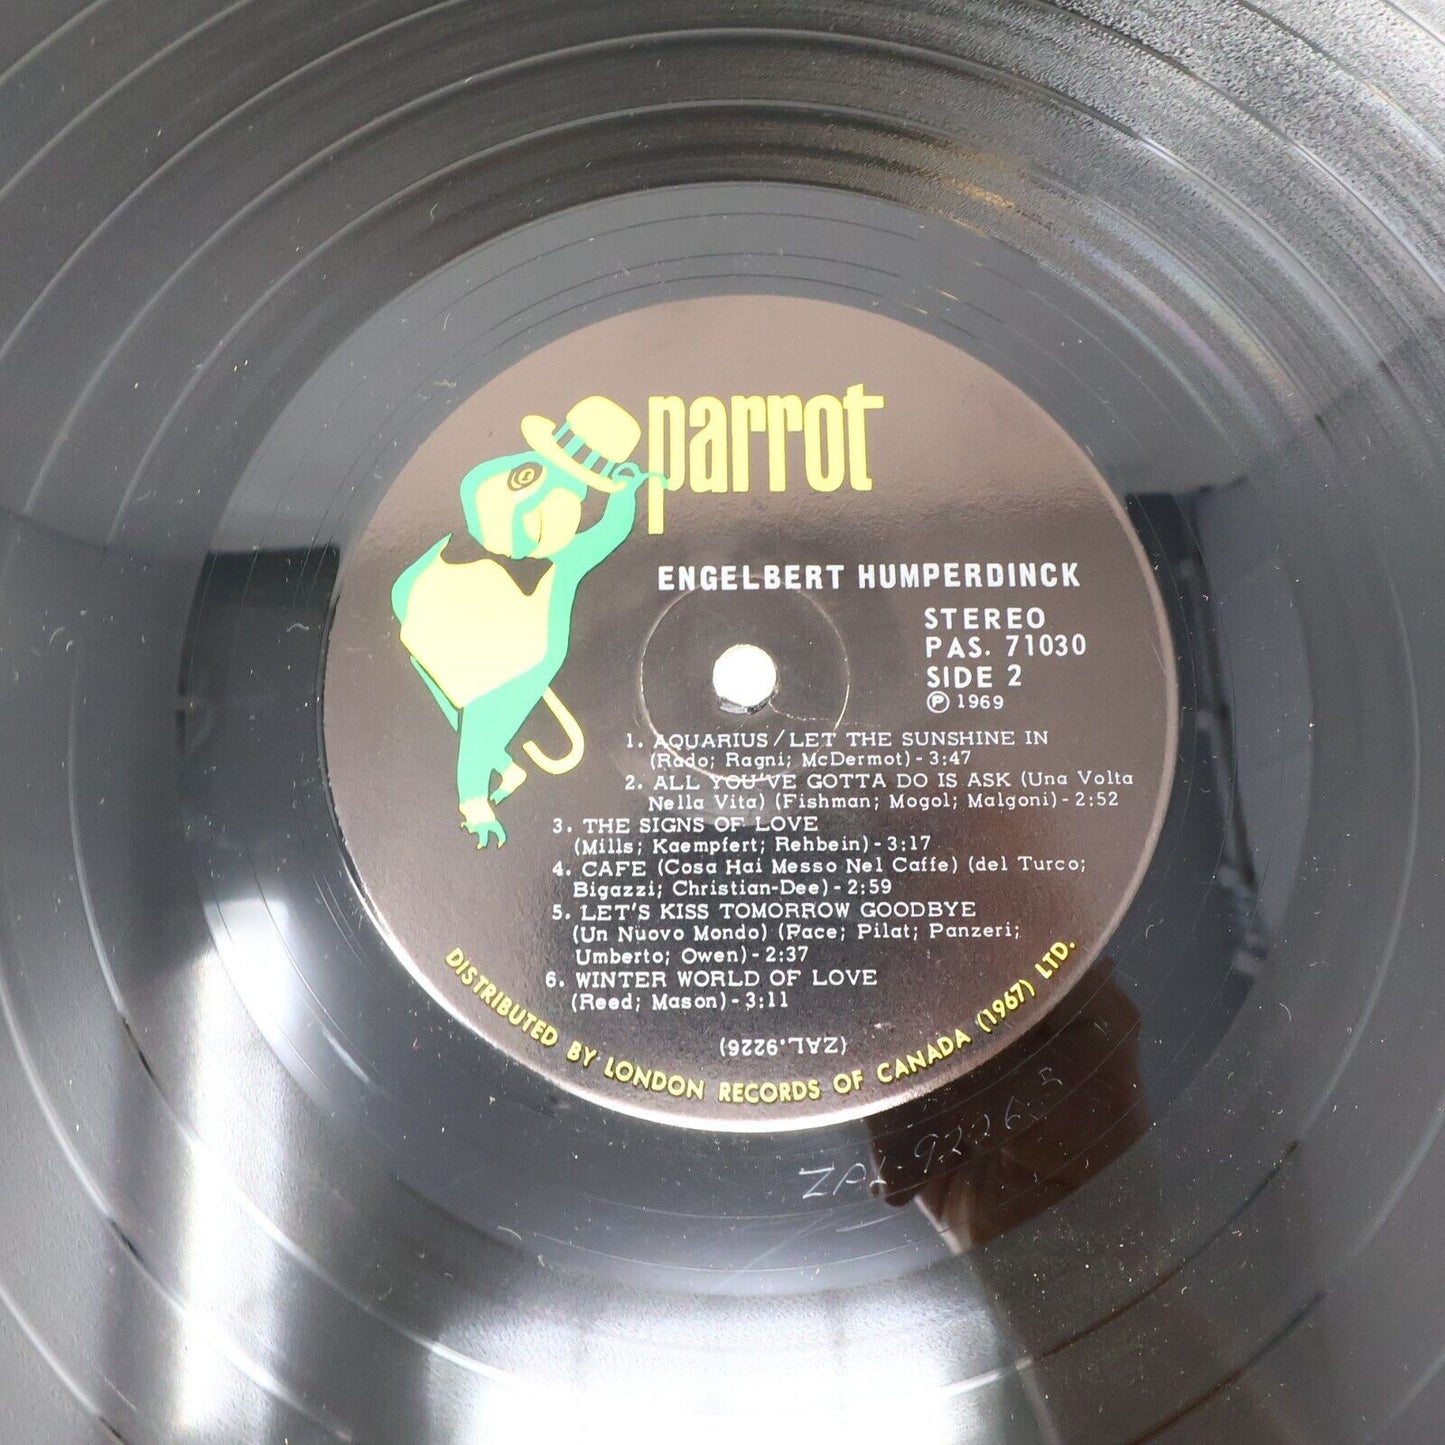 parrot
ENGELBERT HUMPERDINCK
STEREO
PAS. 71030
SIDE 2
Ⓟ 1969
1. AQUARIUS/LET THE SUNSHINE IN
(Rado; Ragni; McDermot)-3:47
2. ALL YOU'VE GOTTA DO IS ASK (Una Volta
Nella Vita) (Fishman; Mogol; Malgoni)-2:52
3. THE SIGNS OF LOVE
(Mills; Kaempfert; Rehbein)-3:17
4. CAFE (Cosa Hai Messo Nel Caffe) (del Turco;
Bigazzi; Christian-Dee)-2:59
5. LET'S KISS TOMORROW GOODBYE
(Un Nuovo Mondo) (Pace; Pilat; Panzeri;
Umberto; Owen)-2:37
6. WINTER WORLD OF LOVE
(Reed; Mason)-3:11
(ZAL.9226)
DISTRIBUTED BY LONDON RECORDS OF CANADA (1967) LTD.